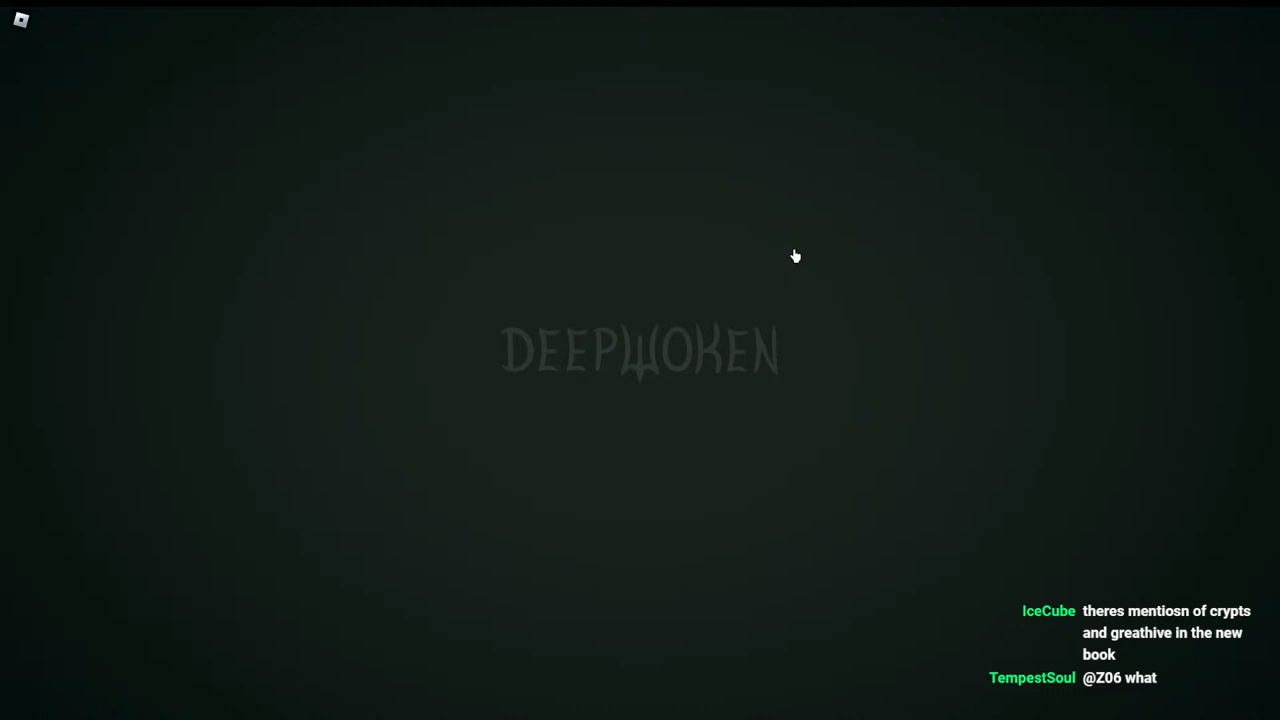 DEEPWOKEN
IceCube theres mentiosn of crypts
and greathive in the new
book
TempestSoul @Z06 what